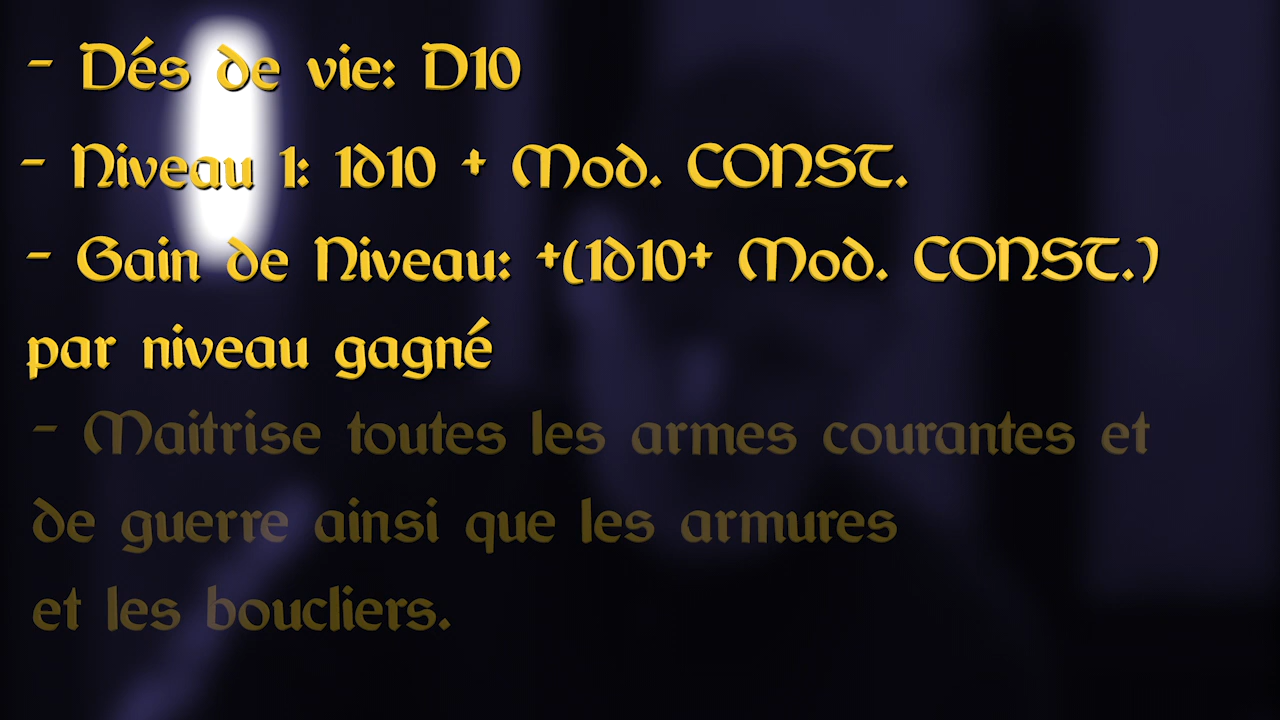 - Dés de vie: D10
- Niveau 1: 1d10 + Mod. CONST.
- Gain de Niveau: +(1d10+ Mod. CONST.)
par niveau gagné
- Maitrise toutes les armes courantes et
de guerre ainsi que les armures
et les boucliers.